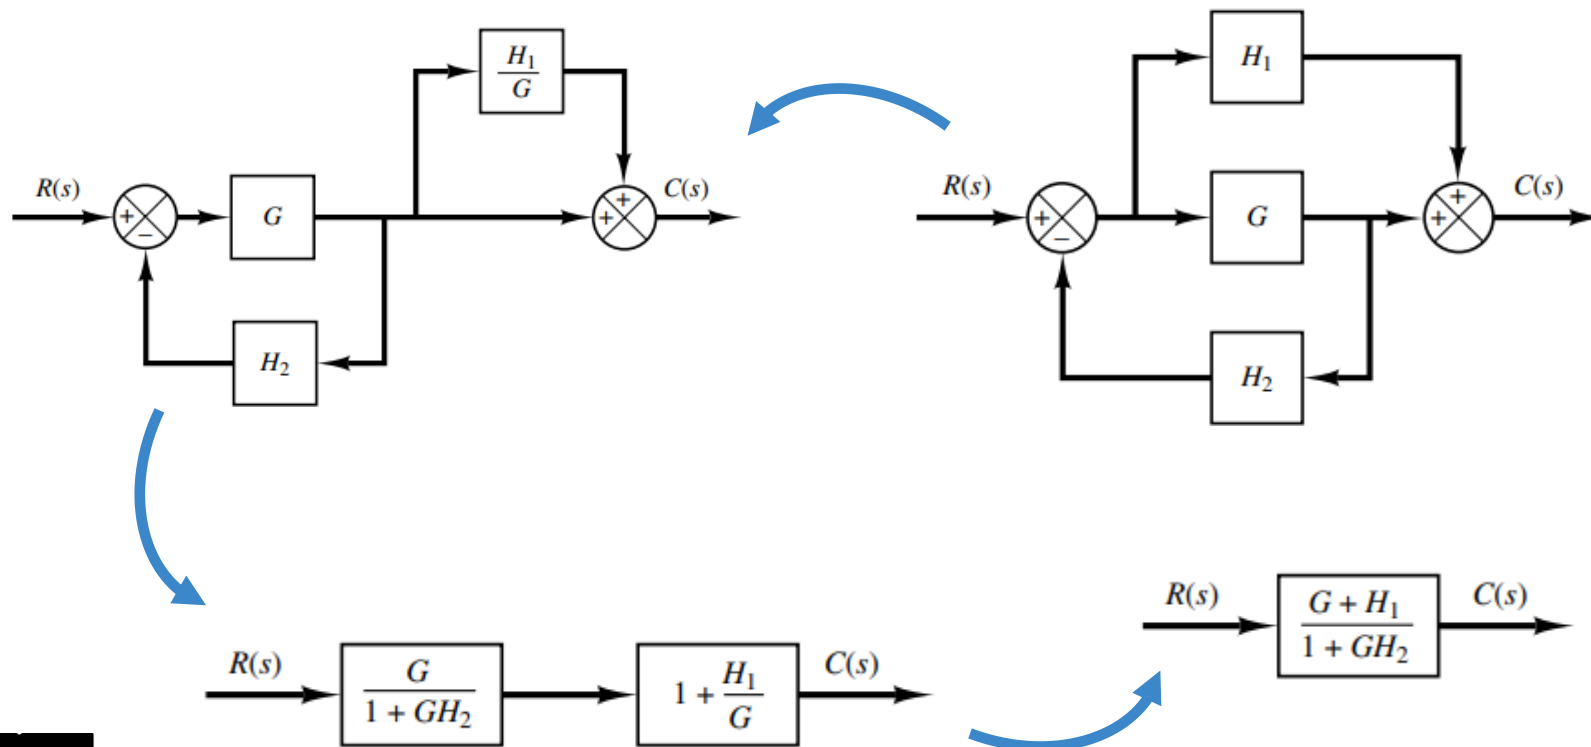 H₁
G
R(s)
+
−
G
+
+
C(s)
H₂
H₁
R(s)
+
−
G
+
+
C(s)
H₂
R(s)
G
1 + GH₂
1 + H₁
G
C(s)
R(s)
G + H₁
1 + GH₂
C(s)